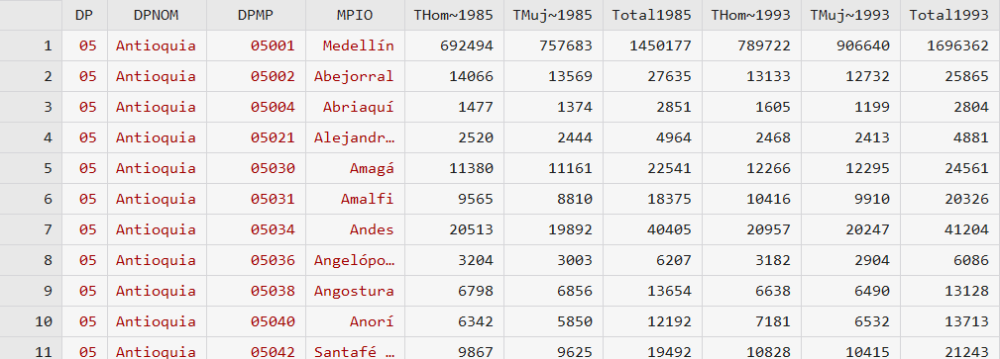 DP DPNOM DPMP MPIO THom~1985 TMuj~1985 Total1985 THom~1993 TMuj~1993 Total1993
1 05 Antioquia 05001 Medellín 692494 757683 1450177 789722 906640 1696362
2 05 Antioquia 05002 Abejorral 14066 13569 27635 13133 12732 25865
3 05 Antioquia 05004 Abriaquí 1477 1374 2851 1605 1199 2804
4 05 Antioquia 05021 Alejandr… 2520 2444 4964 2468 2413 4881
5 05 Antioquia 05030 Amagá 11380 11161 22541 12266 12295 24561
6 05 Antioquia 05031 Amalfi 9565 8810 18375 10416 9910 20326
7 05 Antioquia 05034 Andes 20513 19892 40405 20957 20247 41204
8 05 Antioquia 05036 Angelópo… 3204 3003 6207 3182 2904 6086
9 05 Antioquia 05038 Angostura 6798 6856 13654 6638 6490 13128
10 05 Antioquia 05040 Anorí 6342 5850 12192 7181 6532 13713
11 05 Antioquia 05042 Santafé … 9867 9625 19492 10828 10415 21243